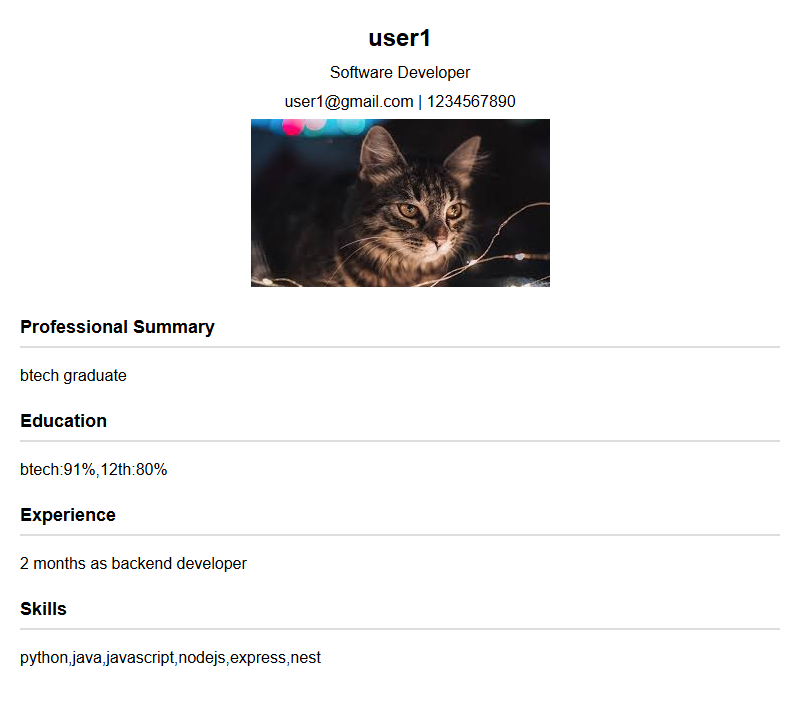 user1
Software Developer
user1@gmail.com | 1234567890
Professional Summary
btech graduate
Education
btech:91%,12th:80%
Experience
2 months as backend developer
Skills
python,java,javascript,nodejs,express,nest